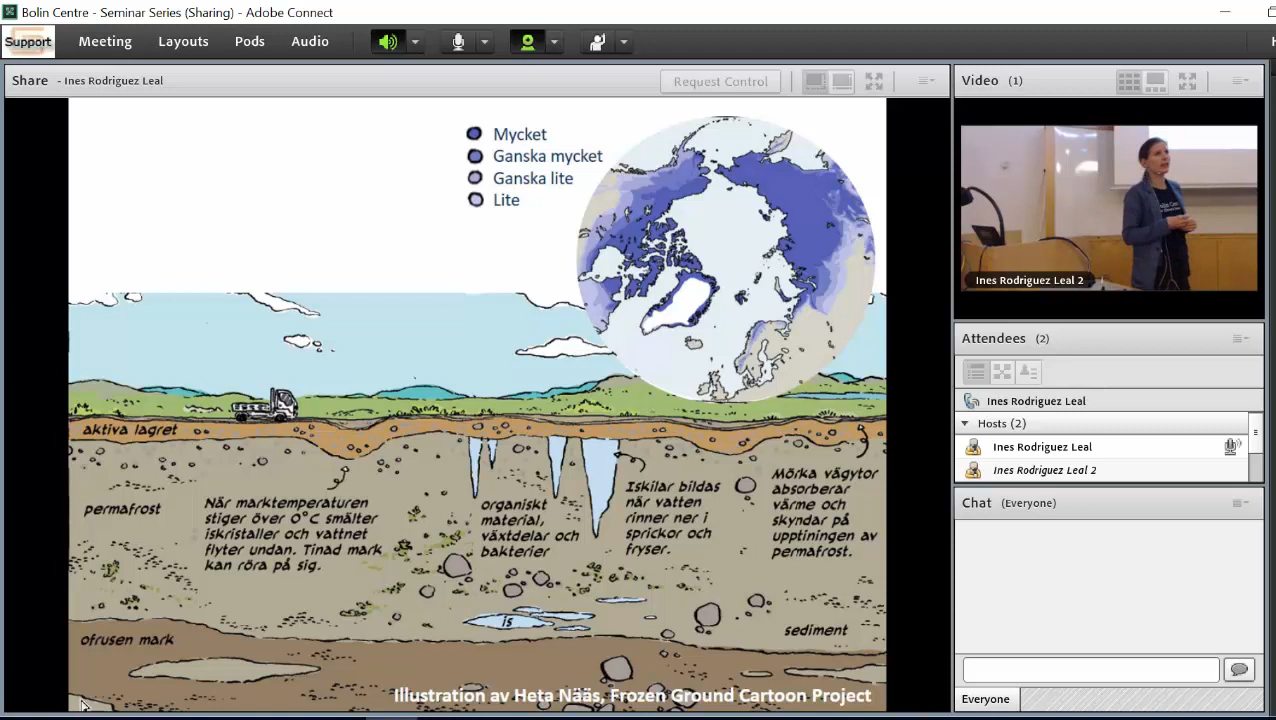 Bolin Centre - Seminar Series (Sharing) - Adobe Connect
Support
Meeting
Layouts
Pods
Audio
Share - Ines Rodriguez Leal
Request Control
Mycket
Ganska mycket
Ganska lite
Lite
aktiva lagret
permafrost
När marktemperaturen
stiger över 0°C smälter
iskristaller och vattnet
flyter undan. Tinad mark
kan röra på sig.
organiskt
material,
växtdelar och
bakterier
Iskilar bildas
när vatten
rinner ner i
sprickor och
fryser.
Mörka vägytor
absorberar
värme och
skyndar på
upptiningen av
permafrost.
is
ofrusen mark
sediment
Illustration av Heta Nääs, Frozen Ground Cartoon Project
Video (1)
Ines Rodriguez Leal 2
Attendees (2)
Ines Rodriguez Leal
Hosts (2)
Ines Rodriguez Leal
Ines Rodriguez Leal 2
Chat (Everyone)
Everyone